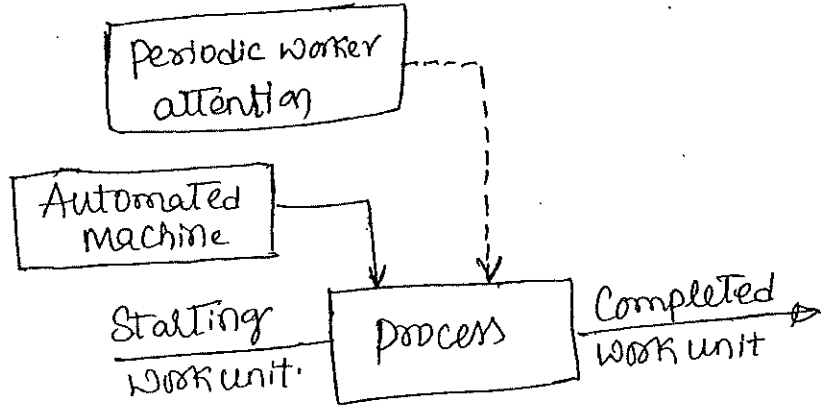 Periodic worker
attention
Automated
machine
Starting
work unit.
process
Completed
work unit